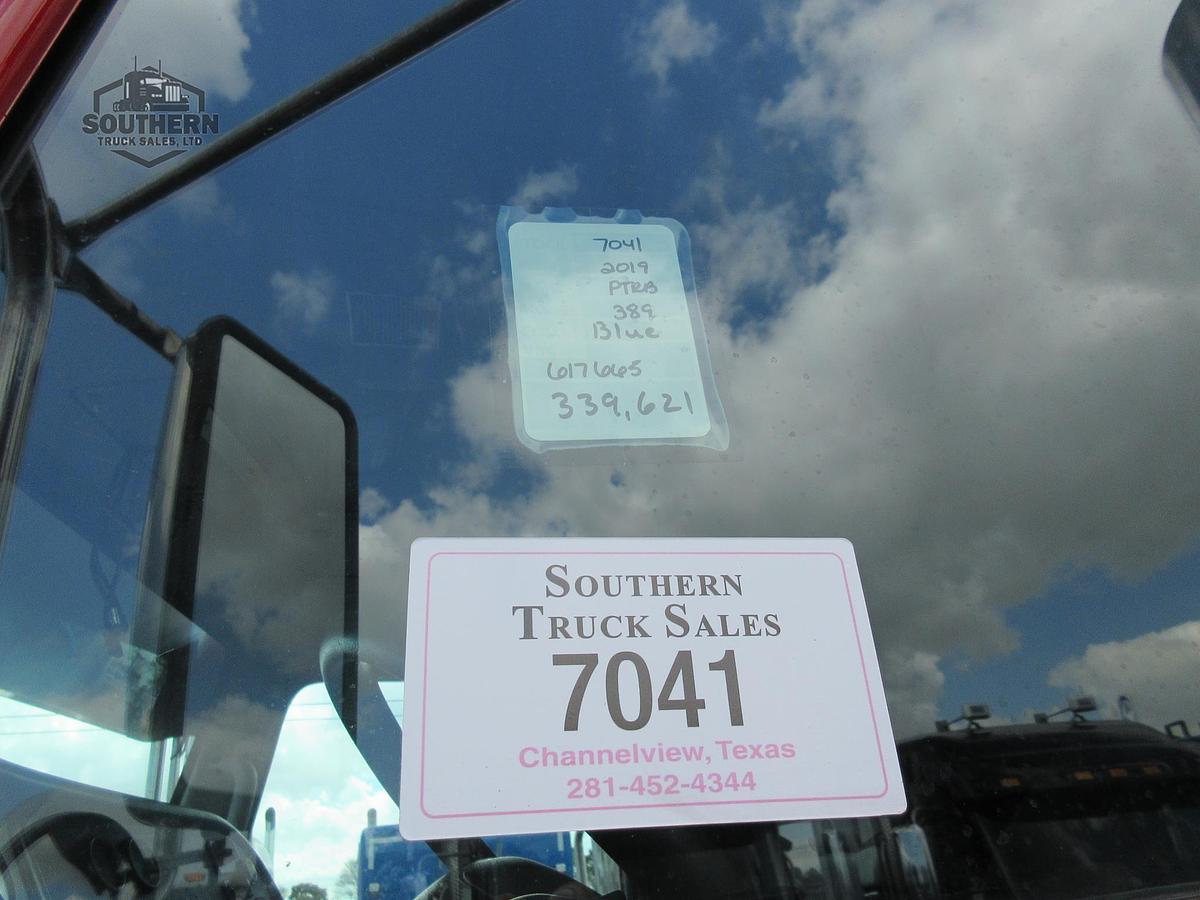 SOUTHERN
TRUCK SALES, LTD
7041
2019
PTRB
389
Blue
617665
339,621
SOUTHERN
TRUCK SALES
7041
Channelview, Texas
281-452-4344